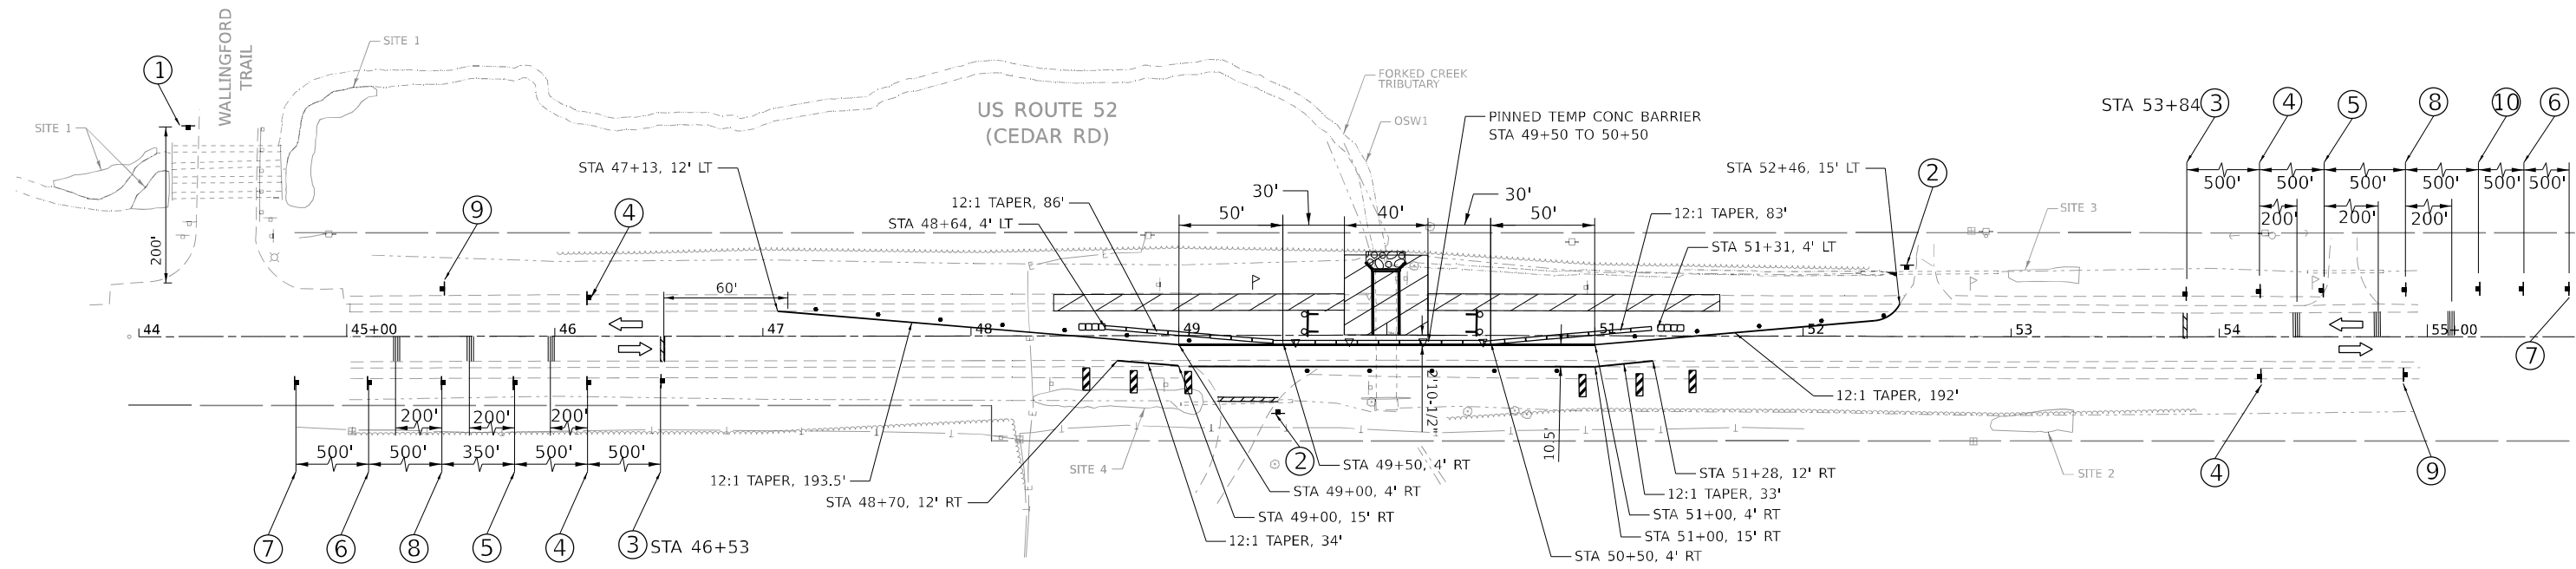 WALLINGFORD
TRAIL
SITE 1
1
SITE 1
200'
US ROUTE 52
(CEDAR RD)
FORKED CREEK
TRIBUTARY
OSW1
PINNED TEMP CONC BARRIER
STA 49+50 TO 50+50
STA 47+13, 12' LT
12:1 TAPER, 86'
STA 48+64, 4' LT
30'
30'
50'
40'
50'
12:1 TAPER, 83'
STA 51+31, 4' LT
STA 52+46, 15' LT
2
SITE 3
STA 53+84
3
4
5
8
10
6
500'
500'
500'
500'
500'
500'
200'
200'
200'
7
9
4
60'
44
45+00
46
47
48
49
51
52
53
54
55+00
2'10-1/2"
10.5'
12:1 TAPER, 192'
200'
200'
200'
500'
500'
350'
500'
500'
7
6
8
5
4
3
STA 46+53
12:1 TAPER, 193.5'
STA 48+70, 12' RT
SITE 4
2
STA 49+50, 4' RT
STA 49+00, 4' RT
STA 49+00, 15' RT
12:1 TAPER, 34'
STA 51+28, 12' RT
12:1 TAPER, 33'
STA 51+00, 4' RT
STA 51+00, 15' RT
STA 50+50, 4' RT
SITE 2
4
9